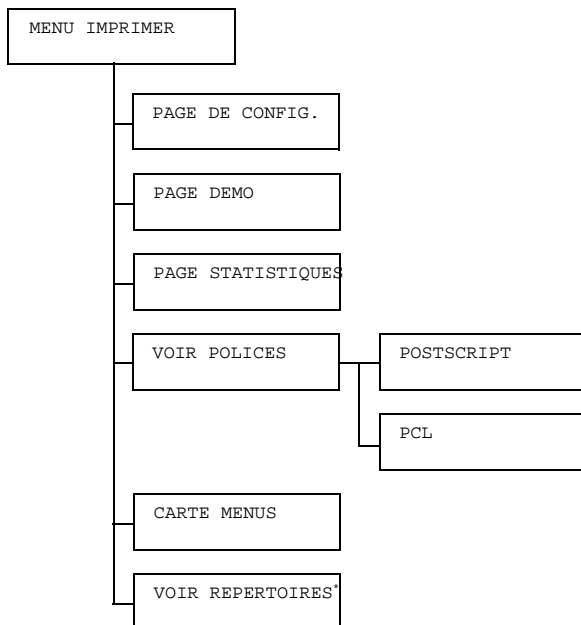 MENU IMPRIMER
PAGE DE CONFIG.
PAGE DEMO
PAGE STATISTIQUES
VOIR POLICES
POSTSCRIPT
PCL
CARTE MENUS
VOIR REPERTOIRES*